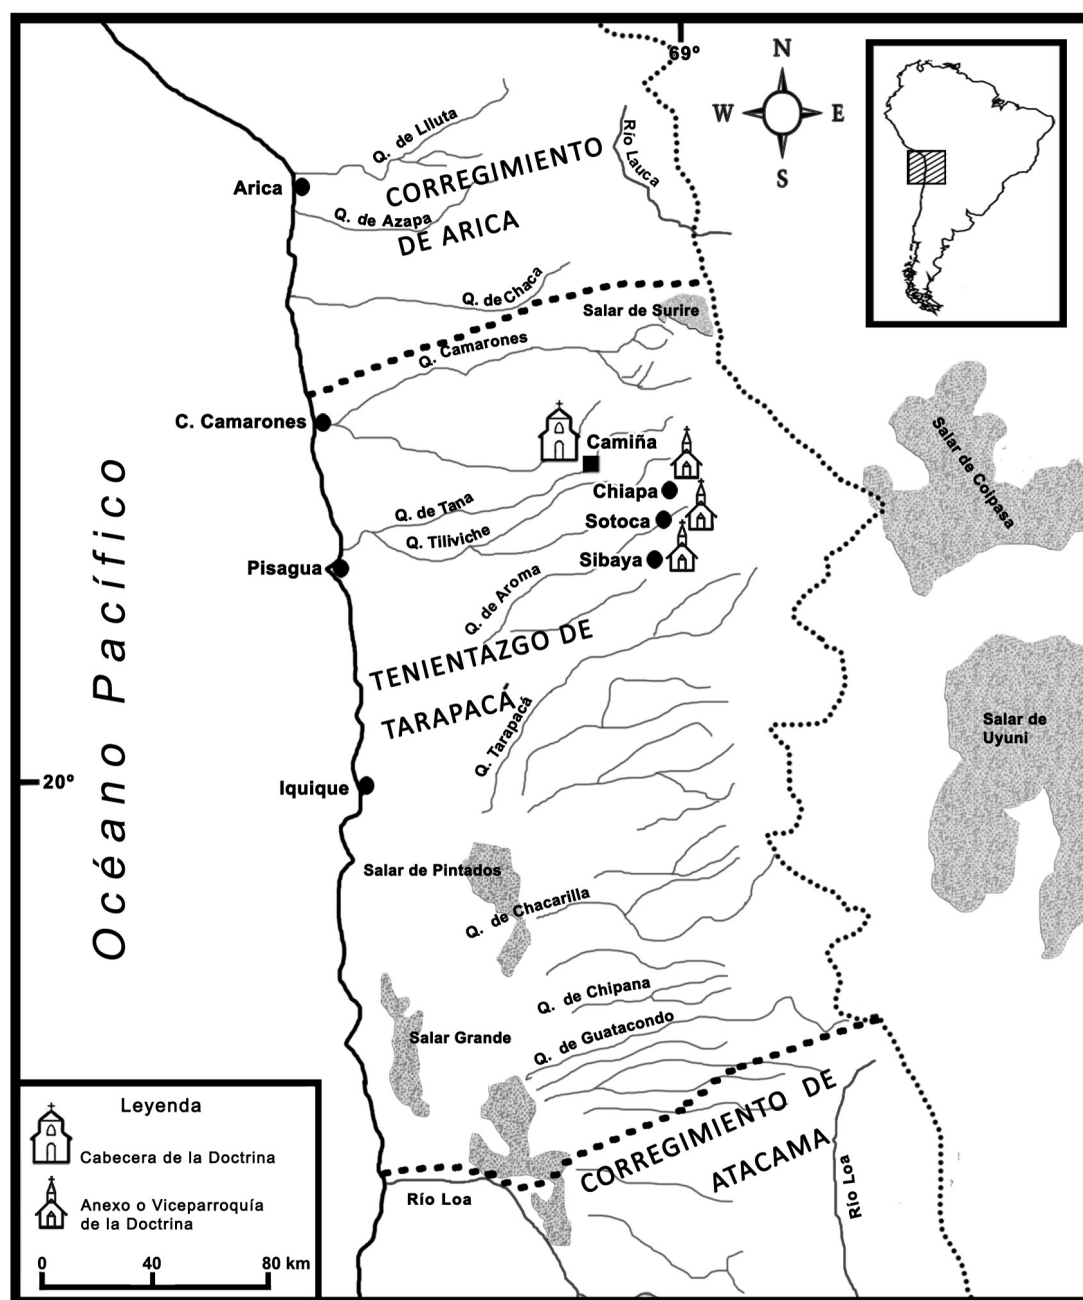 69º
N
W
E
S
Q. de Lluta
Río Lauca
CORREGIMIENTO
DE ARICA
Arica
Q. de Azapa
Q. de Chaca
Salar de Surire
Q. Camarones
C. Camarones
Camiña
Salar de Coipasa
Chiapa
Q. de Tana
Sotoca
Q. Tiliviche
Sibaya
Pisagua
Q. de Aroma
Océano Pacífico
TENIENTAZGO DE
TARAPACÁ
Q. Tarapacá
Salar de
Uyuni
20º
Iquique
Salar de Pintados
Q. de Chacarilla
Q. de Chipana
Salar Grande
Q. de Guatacondo
CORREGIMIENTO DE
ATACAMA
Río Loa
Río Loa
Leyenda
Cabecera de la Doctrina
Anexo o Viceparroquía
de la Doctrina
0 40 80 km